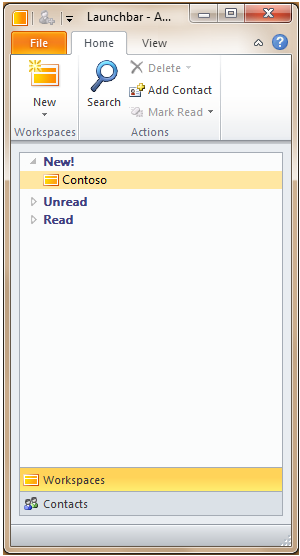 Launchbar - A...
File
Home
View
New
Search
Delete
Add Contact
Mark Read
Workspaces
Actions
New!
Contoso
Unread
Read
Workspaces
Contacts